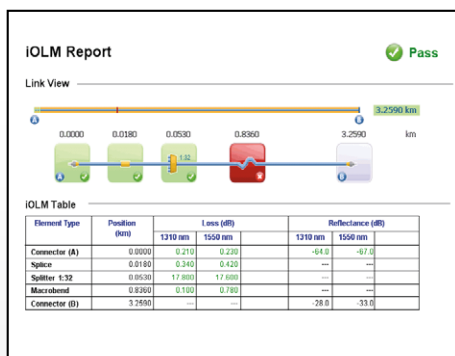 iOLM Report
Pass
Link View
A B 3.2590 km
0.0000 0.0180 0.0530 0.8360 3.2590 km
1:32
A B
iOLM Table
Element Type Position (km) Loss (dB) Reflectance (dB)
1310 nm 1550 nm 1310 nm 1550 nm
Connector (A) 0.0000 0.210 0.230 -64.0 -67.0
Splice 0.0180 0.340 0.420 --- ---
Splitter 1:32 0.0530 17.800 17.600 --- ---
Macrobend 0.8360 0.100 0.780 --- ---
Connector (B) 3.2590 --- --- -28.0 -33.0